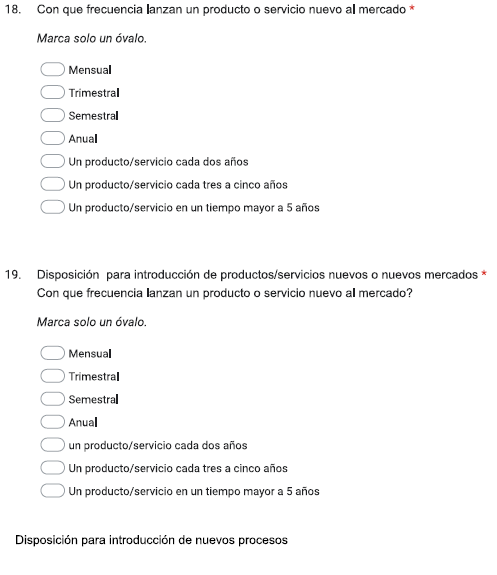 18. Con que frecuencia lanzan un producto o servicio nuevo al mercado *
Marca solo un óvalo.
Mensual
Trimestral
Semestral
Anual
Un producto/servicio cada dos años
Un producto/servicio cada tres a cinco años
Un producto/servicio en un tiempo mayor a 5 años
19. Disposición para introducción de productos/servicios nuevos o nuevos mercados *
Con que frecuencia lanzan un producto o servicio nuevo al mercado?
Marca solo un óvalo.
Mensual
Trimestral
Semestral
Anual
un producto/servicio cada dos años
Un producto/servicio cada tres a cinco años
Un producto/servicio en un tiempo mayor a 5 años
Disposición para introducción de nuevos procesos